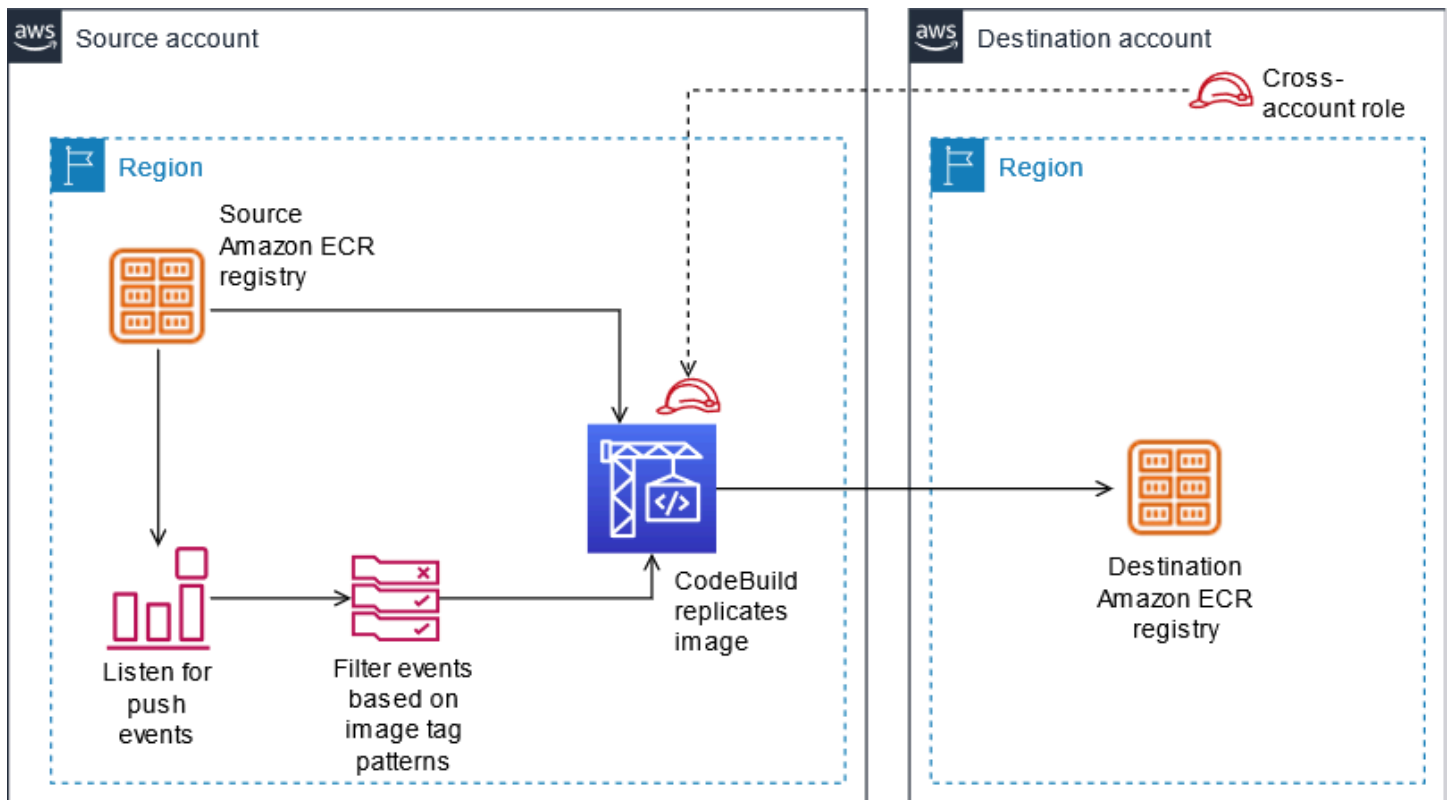 aws
Source account
aws
Destination account
Cross-
account role
Region
Region
Source
Amazon ECR
registry
</>
CodeBuild
replicates
image
Destination
Amazon ECR
registry
Listen for
push
events
Filter events
based on
image tag
patterns